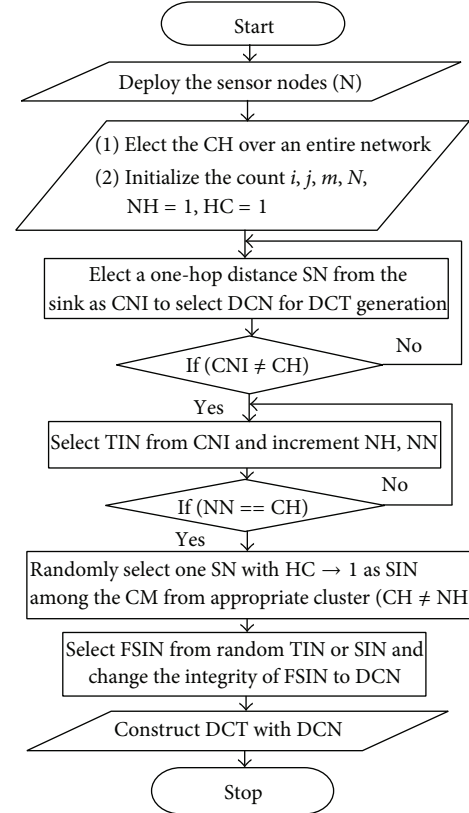 Start
Deploy the sensor nodes (N)
(1) Elect the CH over an entire network
(2) Initialize the count i, j, m, N,
NH = 1, HC = 1
Elect a one-hop distance SN from the
sink as CNI to select DCN for DCT generation
No
If (CNI ≠ CH)
Yes
Select TIN from CNI and increment NH, NN
No
If (NN == CH)
Yes
Randomly select one SN with HC → 1 as SIN
among the CM from appropriate cluster (CH ≠ NH
Select FSIN from random TIN or SIN and
change the integrity of FSIN to DCN
Construct DCT with DCN
Stop